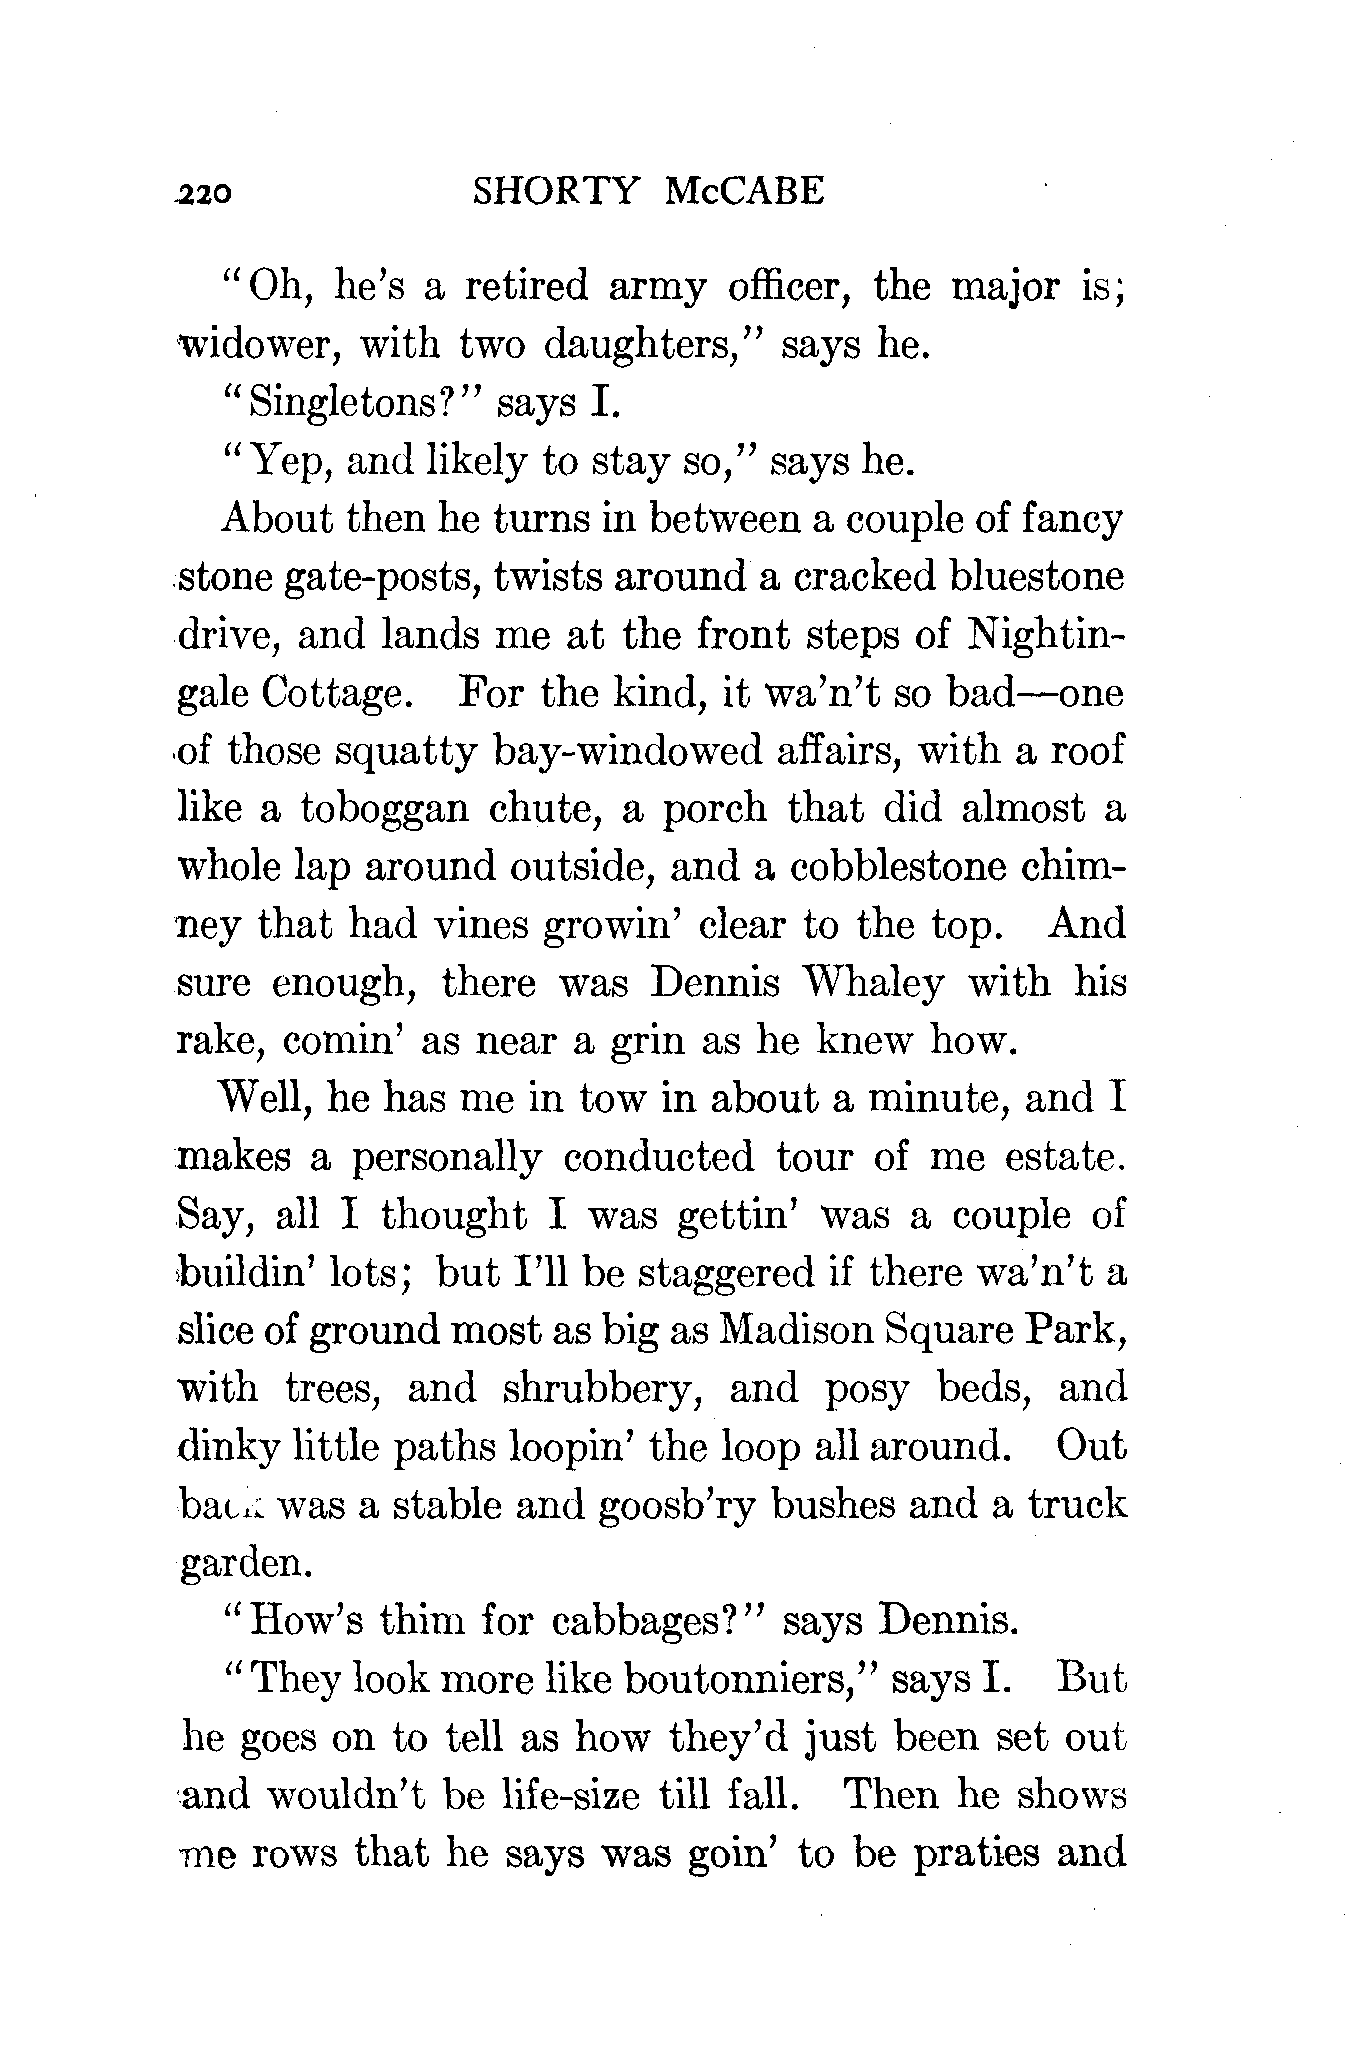 220 SHORTY McCABE
"Oh, he's a retired army officer, the major is;
widower, with two daughters," says he.
"Singletons?" says I.
"Yep, and likely to stay so," says he.
About then he turns in between a couple of fancy
stone gate-posts, twists around a cracked bluestone
drive, and lands me at the front steps of Nightin-
gale Cottage. For the kind, it wa'n't so bad—one
of those squatty bay-windowed affairs, with a roof
like a toboggan chute, a porch that did almost a
whole lap around outside, and a cobblestone chim-
ney that had vines growin' clear to the top. And
sure enough, there was Dennis Whaley with his
rake, comin' as near a grin as he knew how.
Well, he has me in tow in about a minute, and I
makes a personally conducted tour of me estate.
Say, all I thought I was gettin' was a couple of
buildin' lots; but I'll be staggered if there wa'n't a
slice of ground most as big as Madison Square Park,
with trees, and shrubbery, and posy beds, and
dinky little paths loopin' the loop all around. Out
back was a stable and goosb'ry bushes and a truck
garden.
"How's thim for cabbages?" says Dennis.
"They look more like boutonniers," says I. But
he goes on to tell as how they'd just been set out
and wouldn't be life-size till fall. Then he shows
me rows that he says was goin' to be praties and